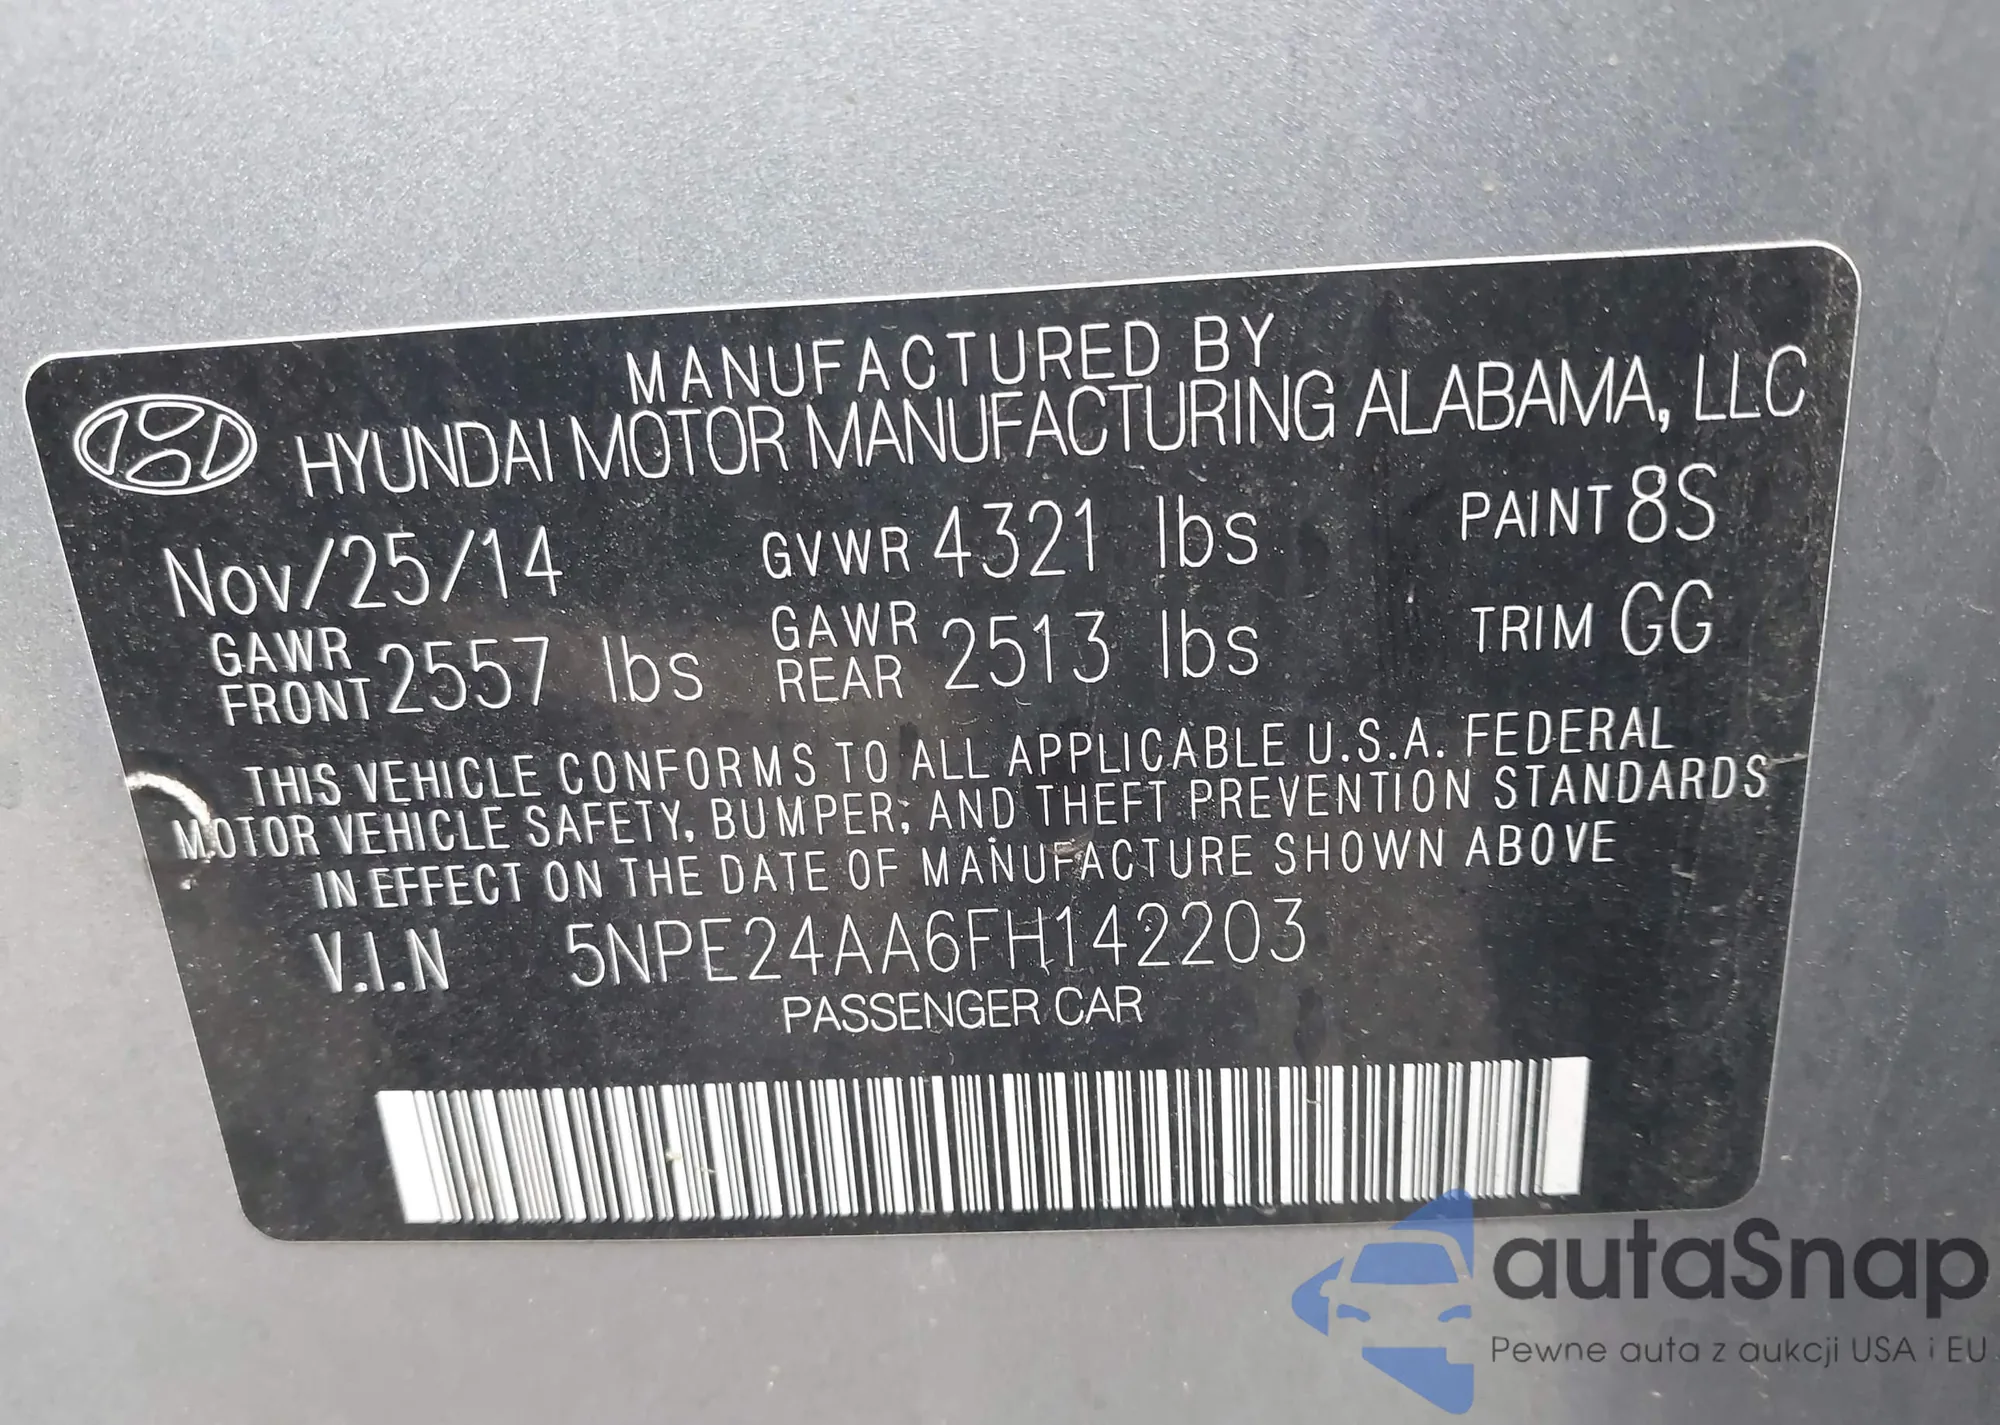 MANUFACTURED BY
HYUNDAI MOTOR MANUFACTURING ALABAMA, LLC
Nov/25/14 GVWR 4321 lbs PAINT 8S
GAWR FRONT 2557 lbs GAWR REAR 2513 lbs TRIM GG
THIS VEHICLE CONFORMS TO ALL APPLICABLE U.S.A. FEDERAL
MOTOR VEHICLE SAFETY, BUMPER, AND THEFT PREVENTION STANDARDS
IN EFFECT ON THE DATE OF MANUFACTURE SHOWN ABOVE
V.I.N 5NPE24AA6FH142203
PASSENGER CAR
autaSnap
Pewne auta z aukcji USA i EU